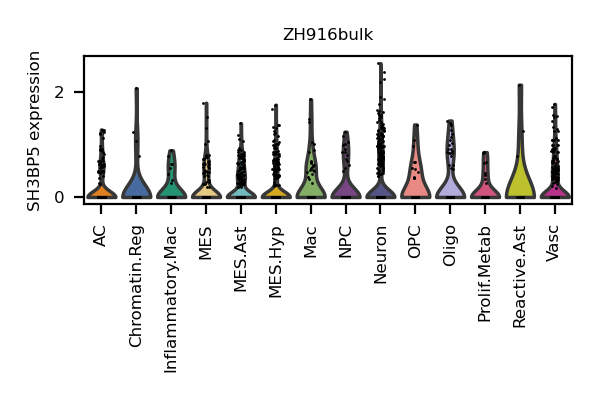 ZH916bulk
SH3BP5 expression
2
0
AC
Chromatin.Reg
Inflammatory.Mac
MES
MES.Ast
MES.Hyp
Mac
NPC
Neuron
OPC
Oligo
Prolif.Metab
Reactive.Ast
Vasc